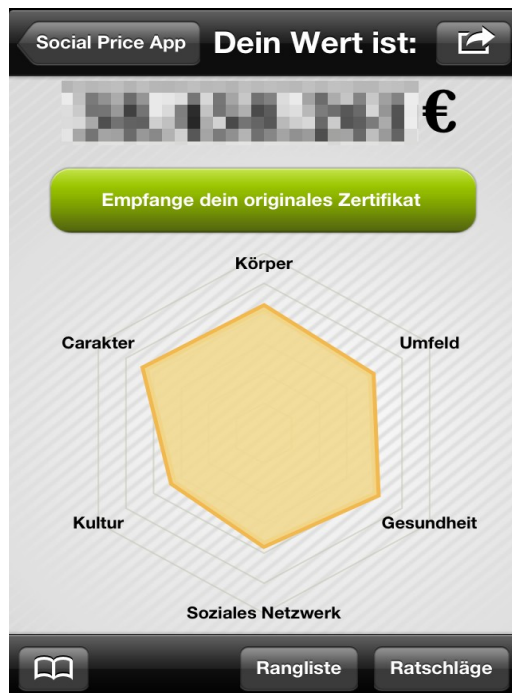 Social Price App
Dein Wert ist:
€
Empfange dein originales Zertifikat
Körper
Carakter
Umfeld
Kultur
Gesundheit
Soziales Netzwerk
Rangliste
Ratschläge